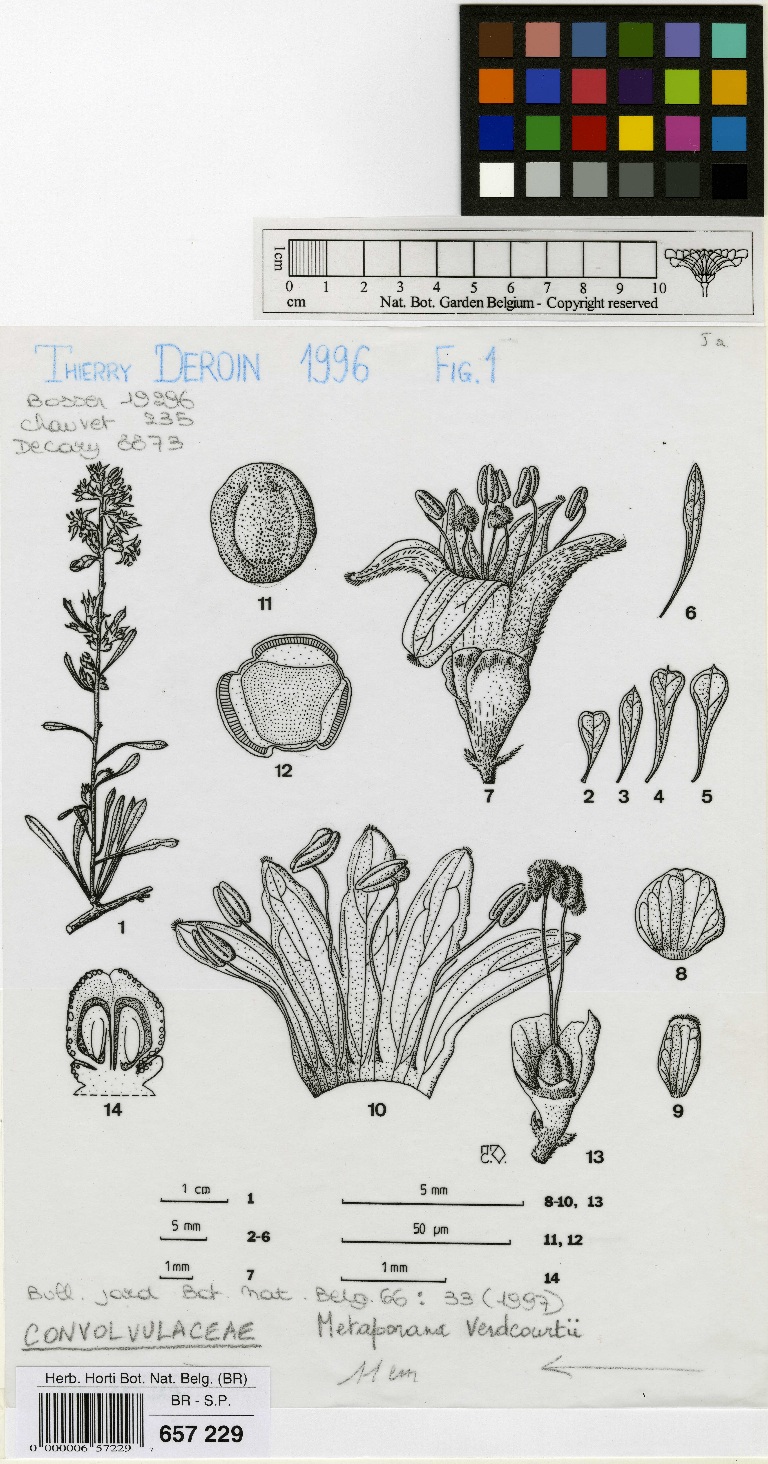 1cm
0 1 2 3 4 5 6 7 8 9 10
cm Nat. Bot. Garden Belgium - Copyright reserved
THIERRY DEROIN 1996 FIG. 1
Bosser 19296
Chauvet 235
Decary 8873
11
6
12
7
2 3 4 5
1
8
14
10
9
13
1 cm 1
5 mm 8-10, 13
5 mm 2-6
50 µm 11, 12
1mm 7
1 mm 14
Bull. Jard Bot. nat. Belg. 66 : 33 (1997)
CONVOLVULACEAE Metaporana Verdcourtii
11 cm
Herb. Horti Bot. Nat. Belg. (BR)
BR - S.P.
657 229
0 000006 57229